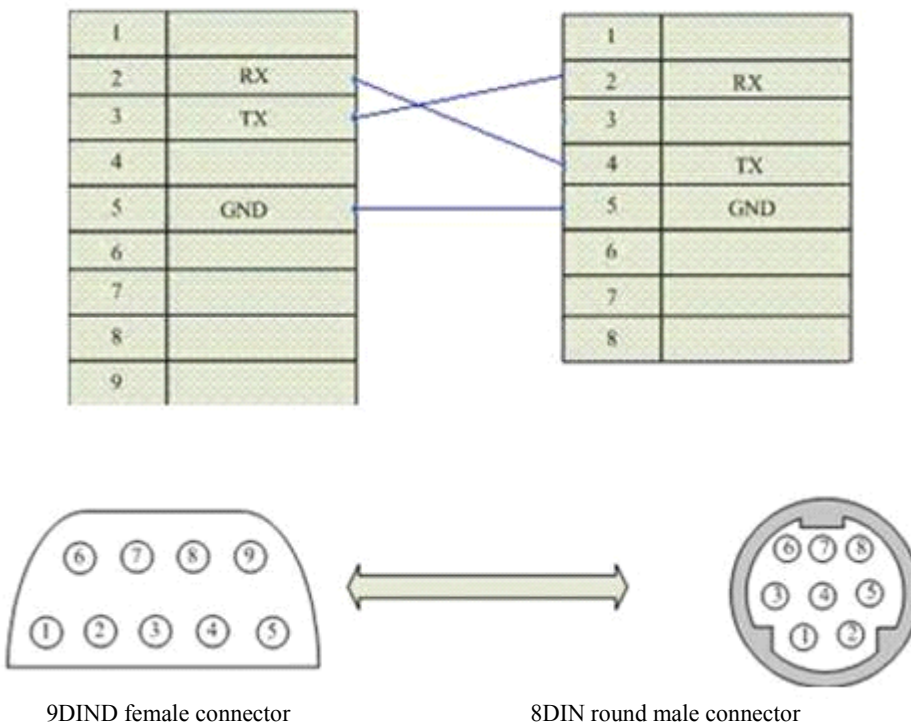 1
2 RX
3 TX
4
5 GND
6
7
8
9
1
2 RX
3
4 TX
5 GND
6
7
8
6 7 8 9
1 2 3 4 5
6 7 8
3 4 5
1 2
9DIND female connector
8DIN round male connector